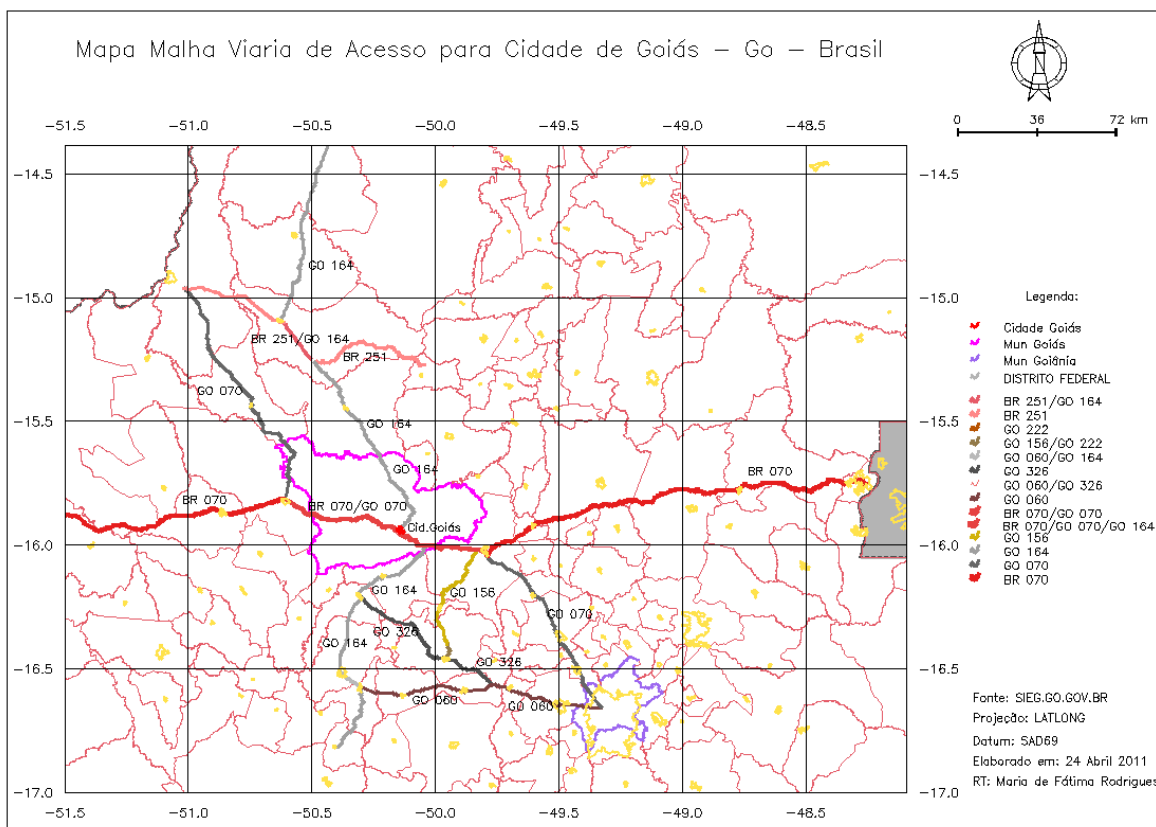 Mapa Malha Viaria de Acesso para Cidade de Goiás - Go - Brasil
0 36 72 km
-51.5 -51.0 -50.5 -50.0 -49.5 -49.0 -48.5
-14.5 -14.5
GO 164
-15.0 -15.0
BR 251/GO 164
BR 251
GO 070
-15.5 -15.5
GO 164
GO 164
BR 070
BR 070
BR 070/GO 070
Cid.Goiás
-16.0 -16.0
GO 164
GO 156
GO 070
GO 326
GO 164
GO 326
-16.5 -16.5
GO 060
GO 060
-17.0 -17.0
-51.5 -51.0 -50.5 -50.0 -49.5 -49.0 -48.5
Legenda:
Cidade Goiás
Mun Goiás
Mun Goiânia
DISTRITO FEDERAL
BR 251/GO 164
BR 251
GO 222
GO 156/GO 222
GO 060/GO 164
GO 326
GO 060/GO 326
GO 060
BR 070/GO 070
BR 070/GO 070/GO 164
GO 156
GO 164
GO 070
BR 070
Fonte: SIEG.GO.GOV.BR
Projeção: LATLONG
Datum: SAD69
Elaborado em: 24 Abril 2011
RT: Maria de Fátima Rodrigues